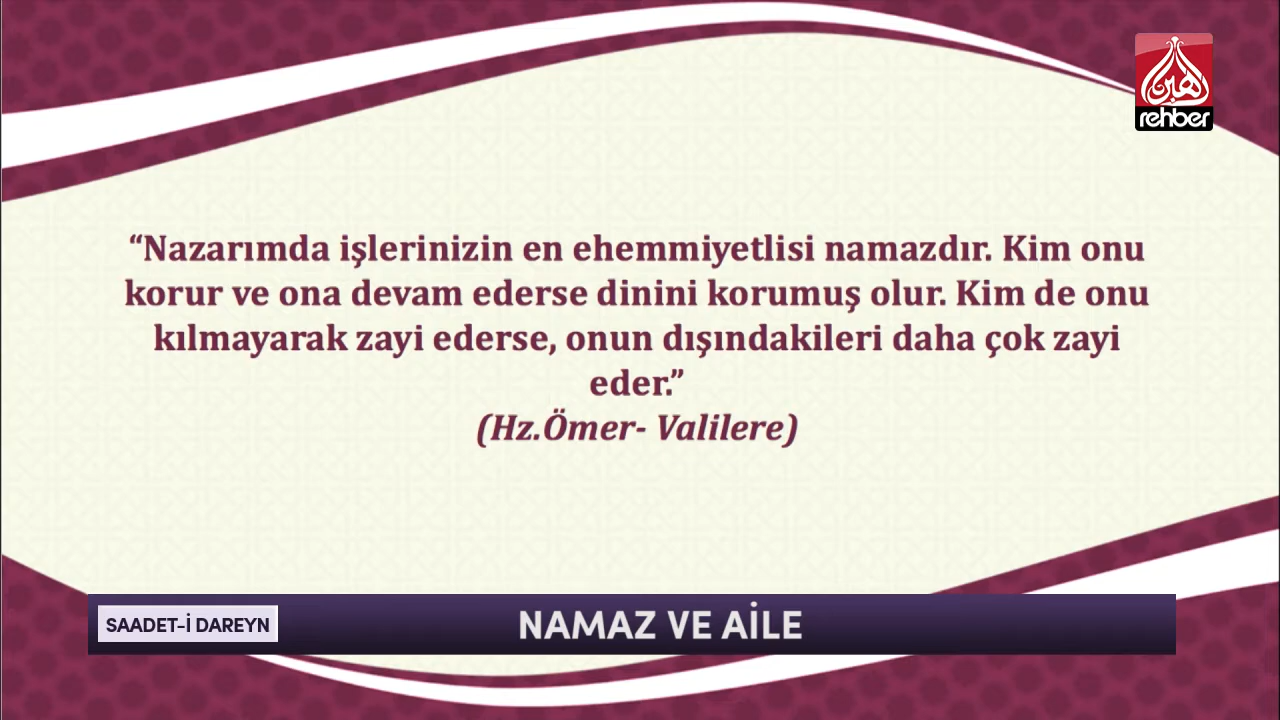 رهبر
rehber
“Nazarımda işlerinizin en ehemmiyetlisi namazdır. Kim onu
korur ve ona devam ederse dinini korumuş olur. Kim de onu
kılmayarak zayi ederse, onun dışındakileri daha çok zayi
eder.”
(Hz.Ömer- Valilere)
SAADET-İ DAREYN
NAMAZ VE AİLE